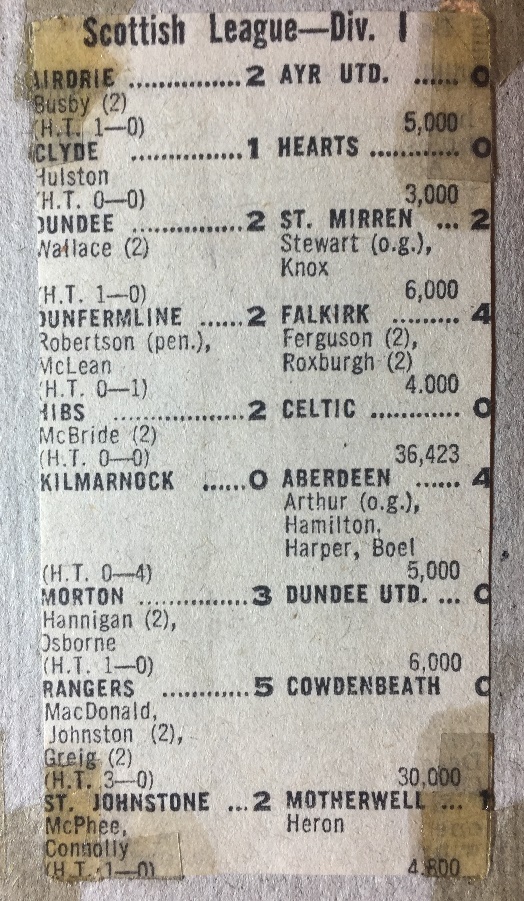 Scottish League—Div. I
AIRDRIE ................2 AYR UTD. ...... 0
Busby (2)
(H.T. 1—0) 5,000
CLYDE ................1 HEARTS ............ 0
Hulston
(H.T. 0—0) 3,000
DUNDEE ................2 ST. MIRREN ... 2
Wallace (2) Stewart (o.g.),
Knox
(H.T. 1—0) 6,000
DUNFERMLINE ......2 FALKIRK ......... 4
Robertson (pen.), Ferguson (2),
McLean Roxburgh (2)
(H.T. 0—1) 4.000
HIBS ..................2 CELTIC ............ 0
McBride (2)
(H.T. 0—0) 36,423
KILMARNOCK ......0 ABERDEEN ...... 4
Arthur (o.g.),
Hamilton,
Harper, Boel
(H.T. 0—4) 5,000
MORTON ...............3 DUNDEE UTD. ... 0
Hannigan (2),
Osborne
(H.T. 1—0) 6,000
RANGERS ............5 COWDENBEATH 0
MacDonald,
Johnston (2),
Greig (2)
(H.T. 3—0) 30,000
ST. JOHNSTONE ...2 MOTHERWELL ... 1
McPhee, Heron
Connolly
(H.T. 1—0) 4,800